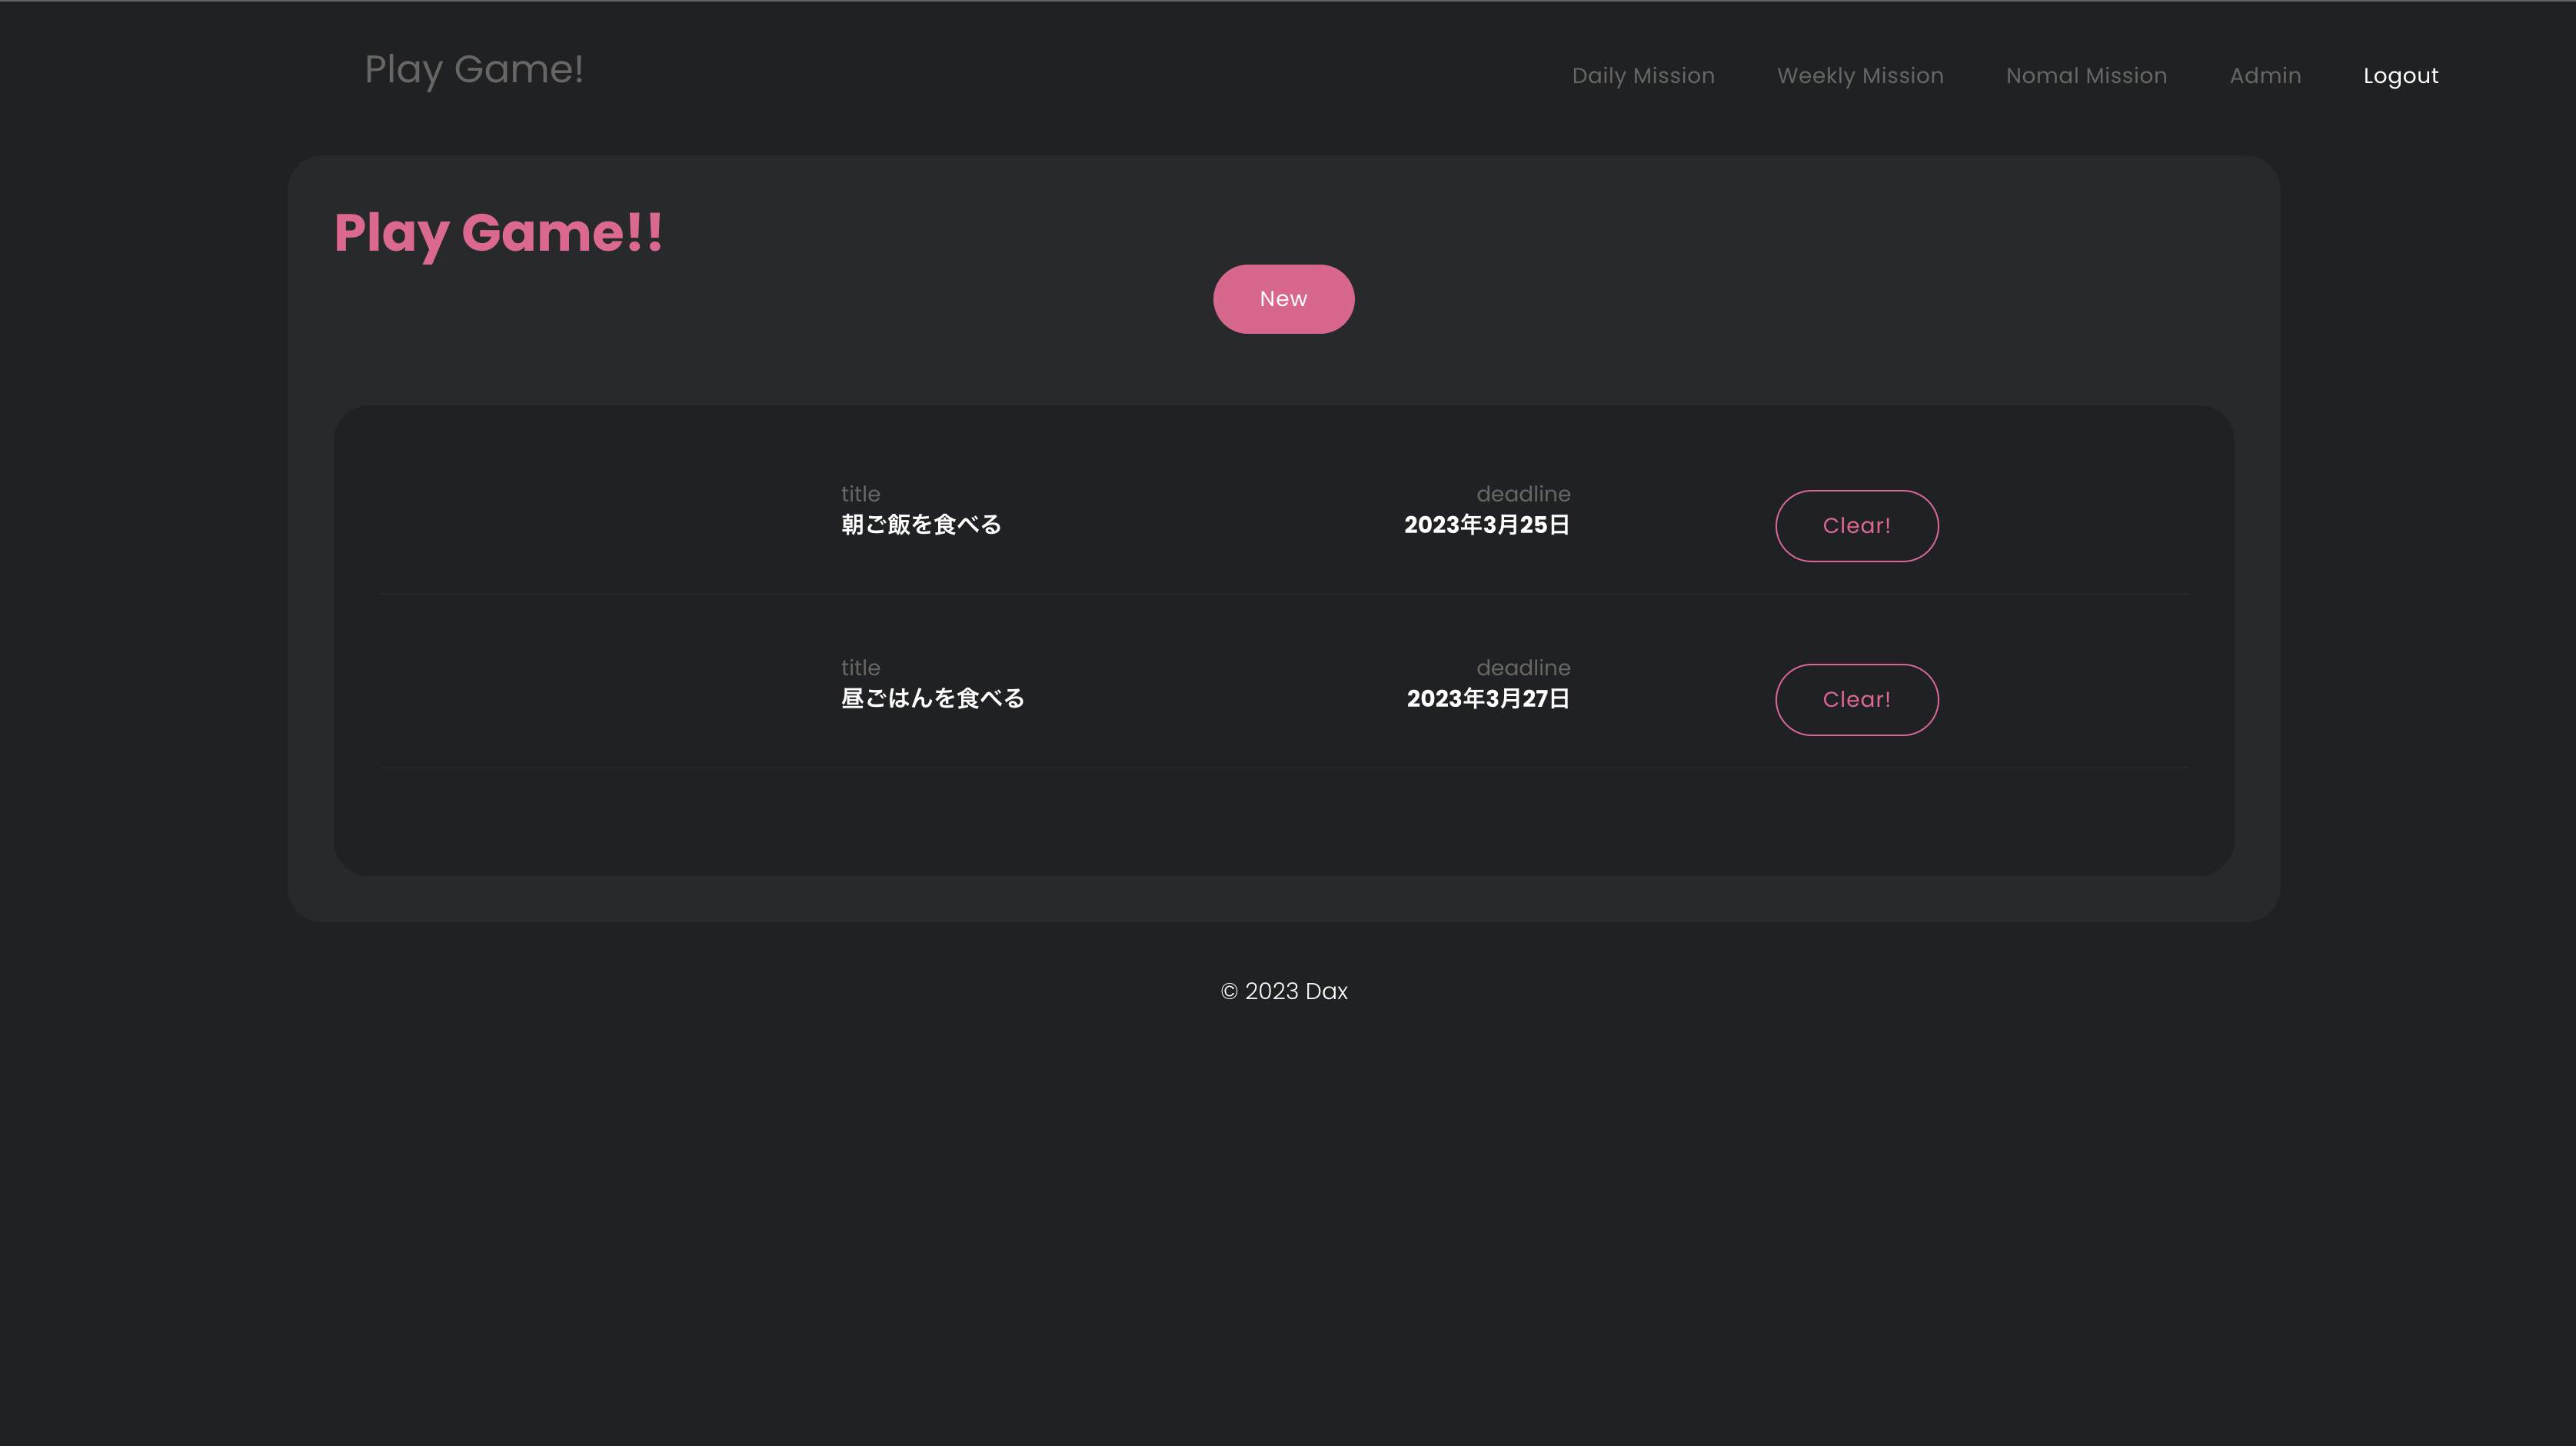 Play Game!
Daily Mission
Weekly Mission
Nomal Mission
Admin
Logout
Play Game!!
New
title
deadline
朝ご飯を食べる
2023年3月25日
Clear!
title
deadline
昼ごはんを食べる
2023年3月27日
Clear!
© 2023 Dax